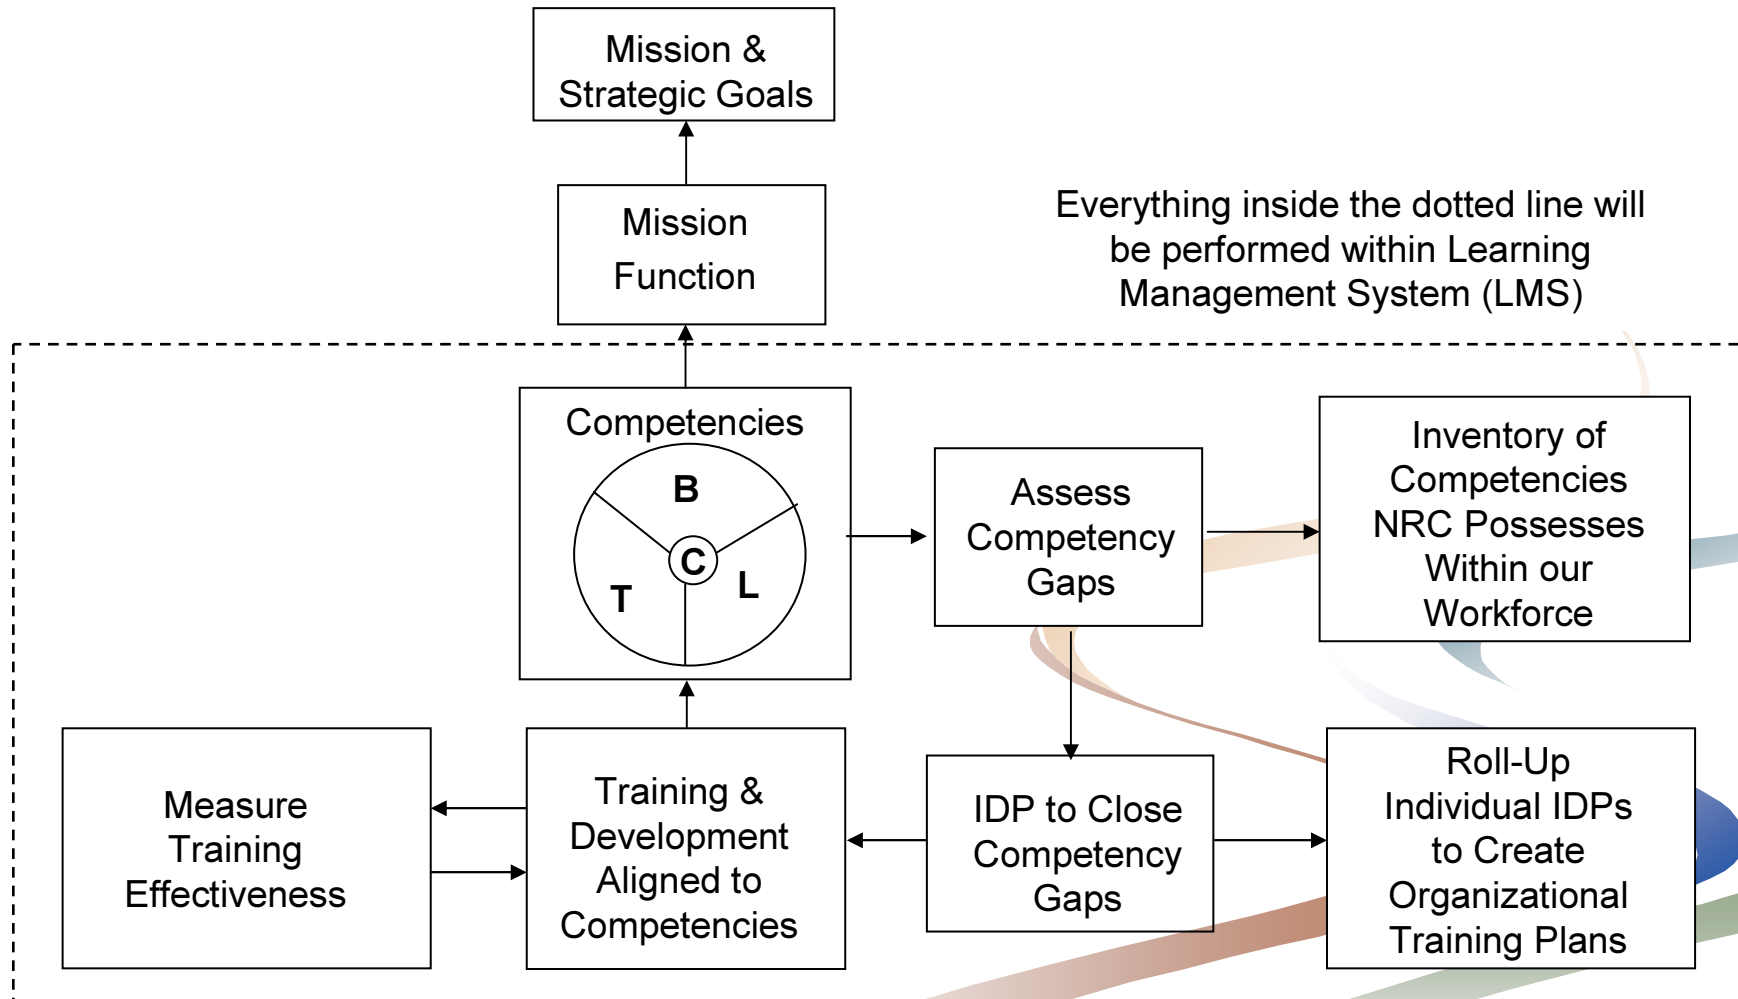 Mission &
Strategic Goals
Mission
Function
Everything inside the dotted line will
be performed within Learning
Management System (LMS)
Competencies
B
C
T
L
Assess
Competency
Gaps
Inventory of
Competencies
NRC Possesses
Within our
Workforce
Measure
Training
Effectiveness
Training &
Development
Aligned to
Competencies
IDP to Close
Competency
Gaps
Roll-Up
Individual IDPs
to Create
Organizational
Training Plans